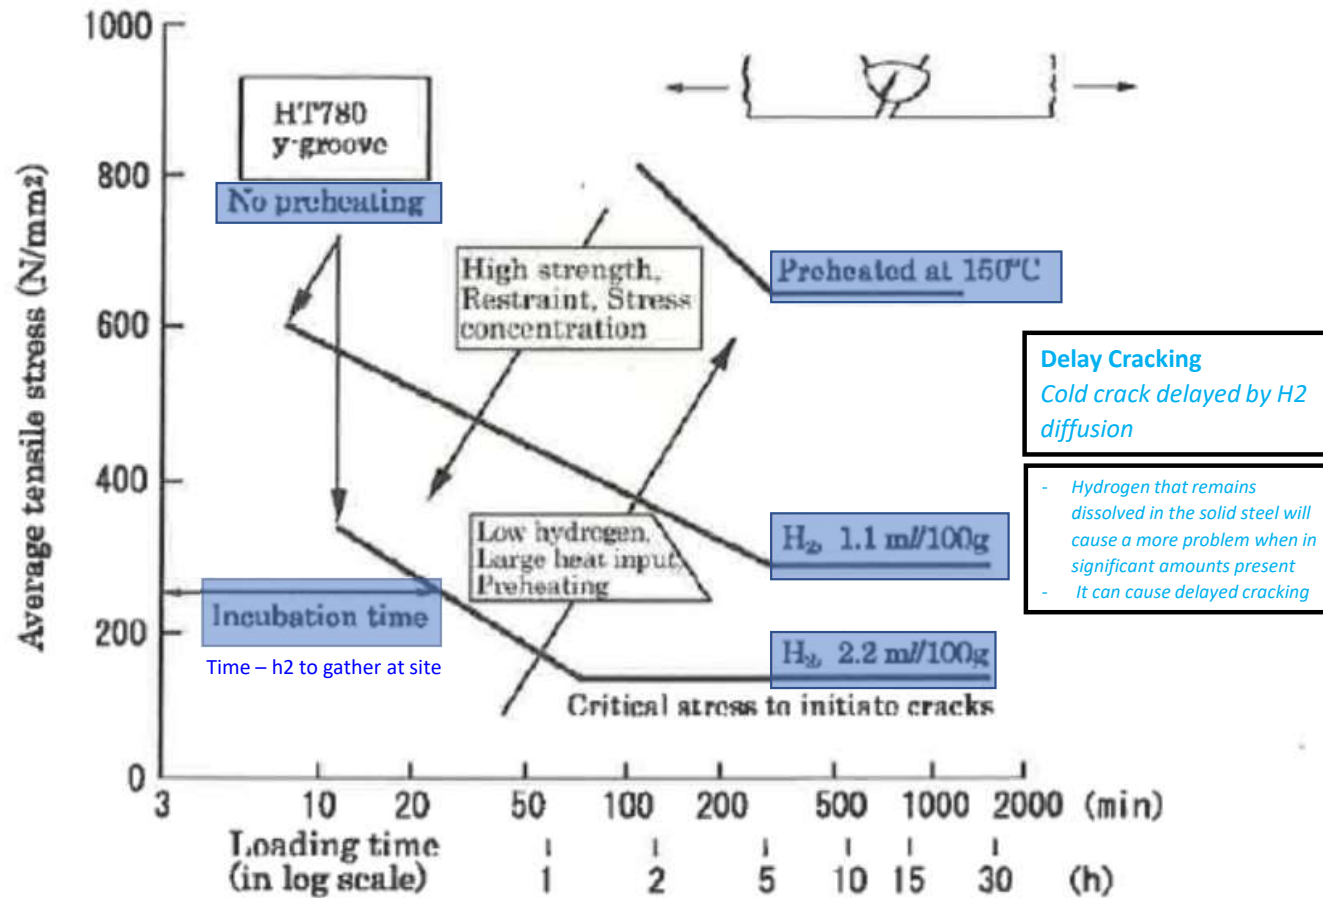 1000
800
600
400
200
0
Average tensile stress (N/mm²)
HT780
y-groove
No preheating
High strength,
Restraint, Stress
concentration
Preheated at 150°C
Delay Cracking
Cold crack delayed by H2
diffusion
- Hydrogen that remains
dissolved in the solid steel will
cause a more problem when in
significant amounts present
- It can cause delayed cracking
Low hydrogen,
Large heat input,
Preheating
H₂, 1.1 ml/100g
Incubation time
Time – h2 to gather at site
H₂, 2.2 ml/100g
Critical stress to initiate cracks
3 10 20 50 100 200 500 1000 2000 (min)
Loading time
(in log scale)
1 2 5 10 15 30 (h)